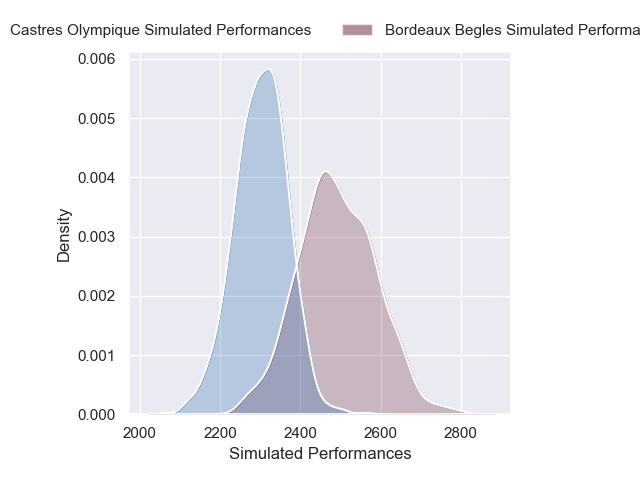 Castres Olympique Simulated Performances
Bordeaux Begles Simulated Performa
0.006
0.005
0.004
0.003
0.002
0.001
0.000
Density
2000 2200 2400 2600 2800
Simulated Performances